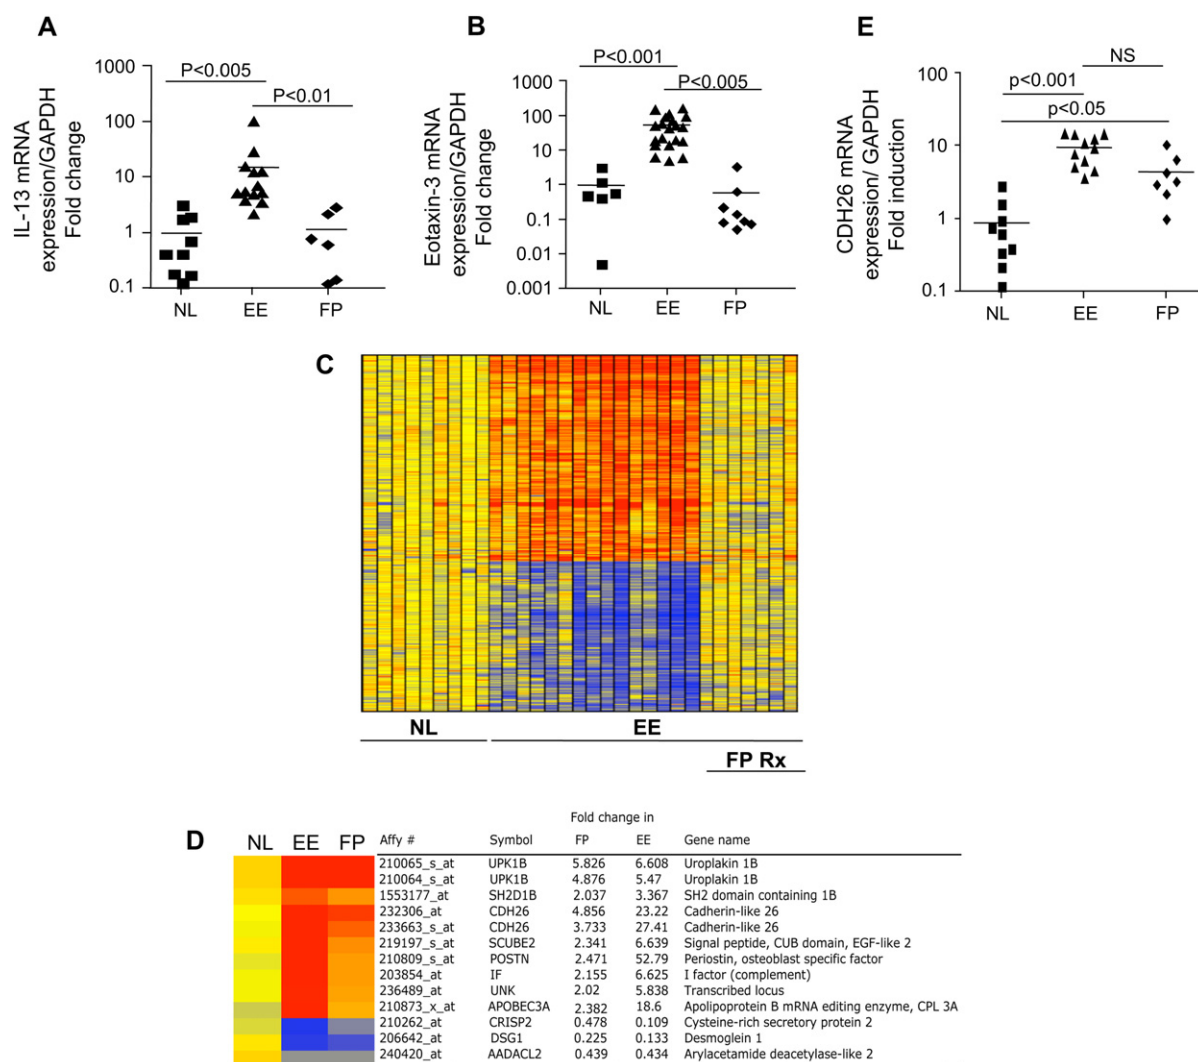 A
IL-13 mRNA
expression/GAPDH
Fold change
1000
100
10
1
0.1
P<0.005
P<0.01
NL EE FP
B
Eotaxin-3 mRNA
expression/GAPDH
Fold change
1000
100
10
1
0.1
0.01
0.001
P<0.001
P<0.005
NL EE FP
E
CDH26 mRNA
expression/ GAPDH
Fold induction
100
10
1
0.1
NS
p<0.001
p<0.05
NL EE FP
C
NL EE
FP Rx
D
Fold change in
NL EE FP Affy # Symbol FP EE Gene name
210065_s_at UPK1B 5.826 6.608 Uroplakin 1B
210064_s_at UPK1B 4.876 5.47 Uroplakin 1B
1553177_at SH2D1B 2.037 3.367 SH2 domain containing 1B
232306_at CDH26 4.856 23.22 Cadherin-like 26
233663_s_at CDH26 3.733 27.41 Cadherin-like 26
219197_s_at SCUBE2 2.341 6.639 Signal peptide, CUB domain, EGF-like 2
210809_s_at POSTN 2.471 52.79 Periostin, osteoblast specific factor
203854_at IF 2.155 6.625 I factor (complement)
236489_at UNK 2.02 5.838 Transcribed locus
210873_x_at APOBEC3A 2.382 18.6 Apolipoprotein B mRNA editing enzyme, CPL 3A
210262_at CRISP2 0.478 0.109 Cysteine-rich secretory protein 2
206642_at DSG1 0.225 0.133 Desmoglein 1
240420_at AADACL2 0.439 0.434 Arylacetamide deacetylase-like 2